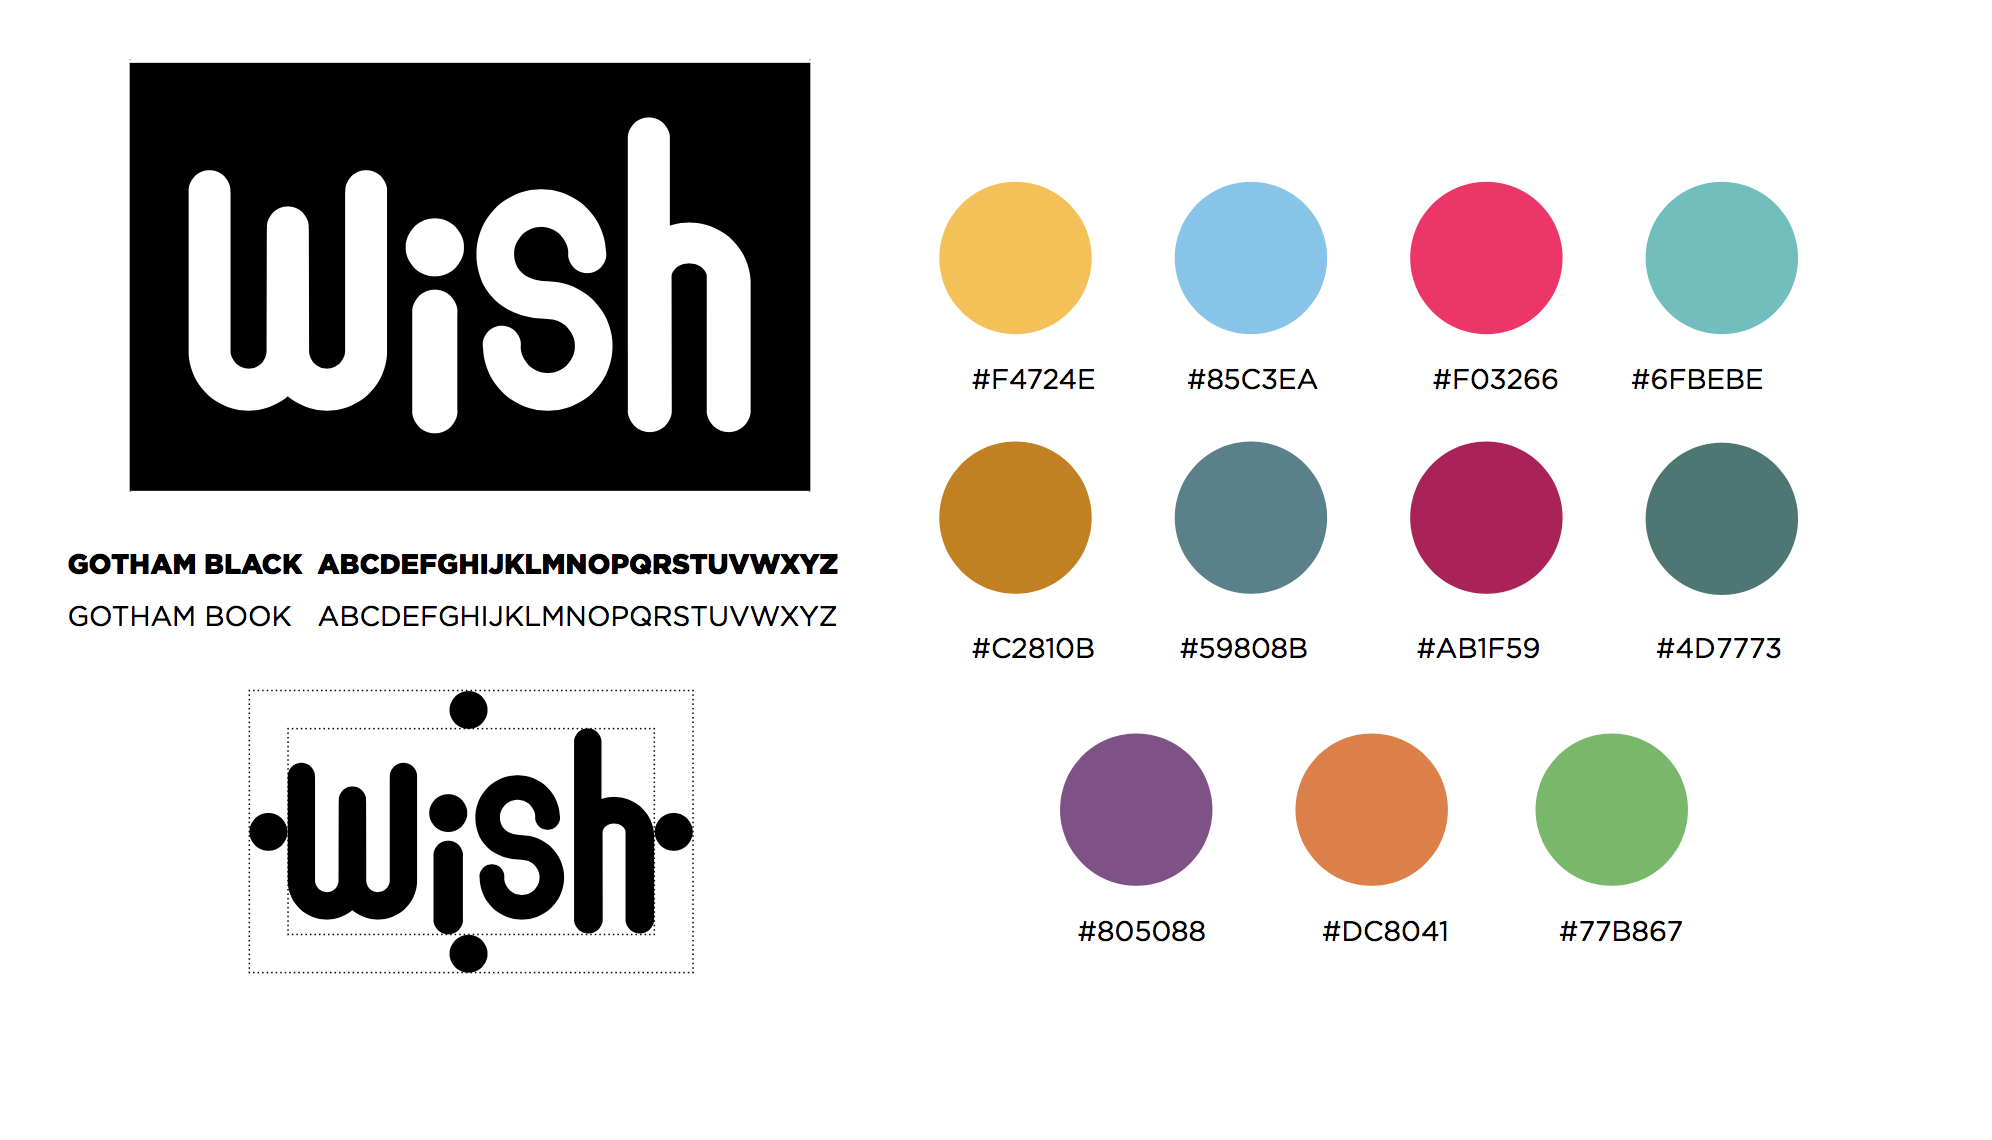 wish
GOTHAM BLACK ABCDEFGHIJKLMNOPQRSTUVWXYZ
GOTHAM BOOK ABCDEFGHIJKLMNOPQRSTUVWXYZ
wish
#F4724E #85C3EA #F03266 #6FBEBE
#C2810B #59808B #AB1F59 #4D7773
#805088 #DC8041 #77B867